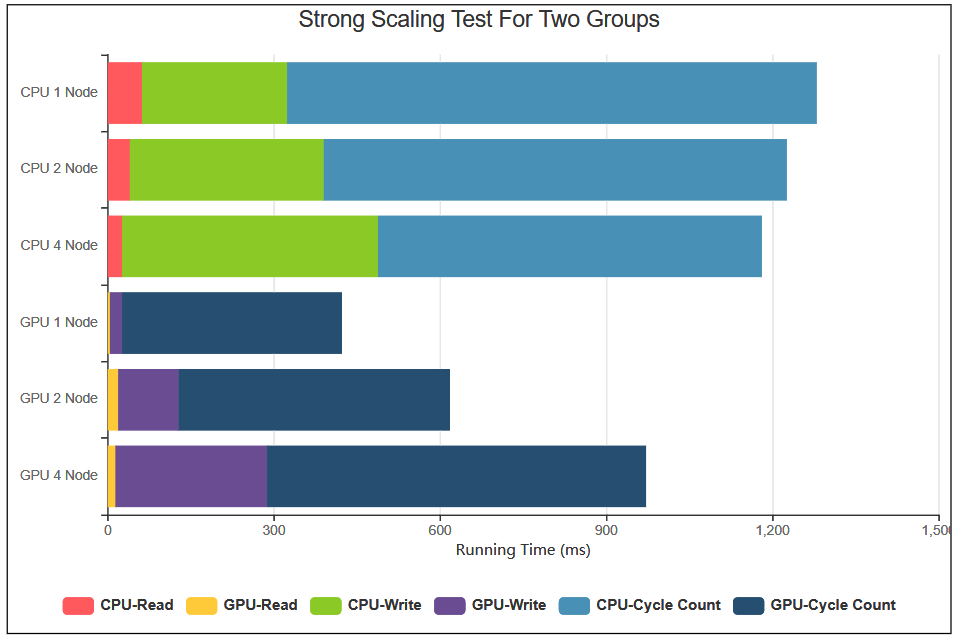 Strong Scaling Test For Two Groups
CPU 1 Node
CPU 2 Node
CPU 4 Node
GPU 1 Node
GPU 2 Node
GPU 4 Node
0 300 600 900 1,200 1,50
Running Time (ms)
CPU-Read GPU-Read CPU-Write GPU-Write CPU-Cycle Count GPU-Cycle Count